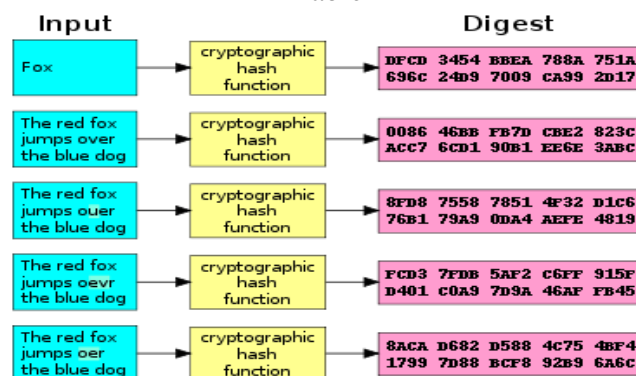 Input
Digest
Fox
cryptographic
hash
function
DFCD 3454 BBEA 788A 751A
696C 24D9 7009 CA99 2D17
The red fox
jumps over
the blue dog
cryptographic
hash
function
0086 46BB FB7D CBE2 823C
ACC7 6CD1 90B1 EE6E 3ABC
The red fox
jumps ouer
the blue dog
cryptographic
hash
function
8FD8 7558 7851 4F32 D1C6
76B1 79A9 0DA4 AEFE 4819
The red fox
jumps oevr
the blue dog
cryptographic
hash
function
FCD3 7FDB 5AF2 C6FF 915F
D401 C0A9 7D9A 46AF FB45
The red fox
jumps oer
the blue dog
cryptographic
hash
function
8ACA D682 D588 4C75 4BF4
1799 7D88 BCF8 92B9 6A6C